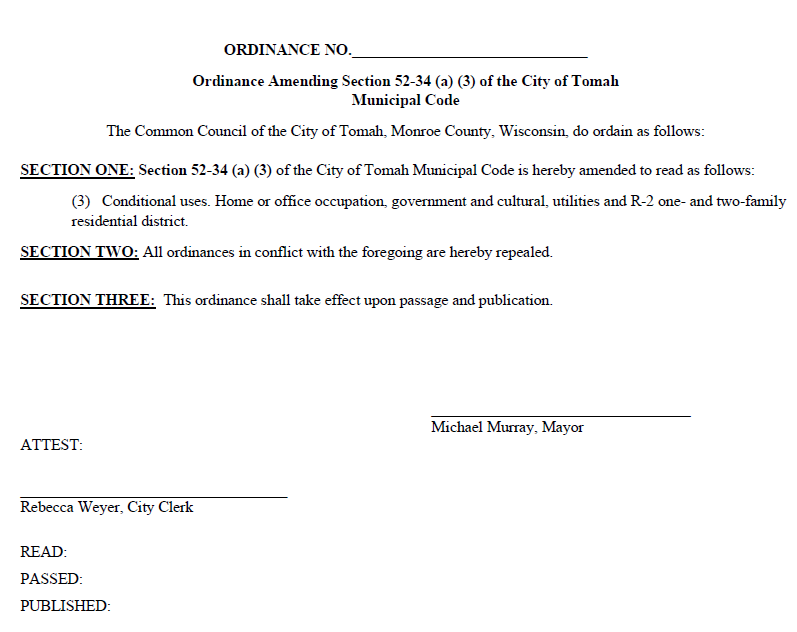 ORDINANCE NO.
Ordinance Amending Section 52-34 (a) (3) of the City of Tomah
Municipal Code
The Common Council of the City of Tomah, Monroe County, Wisconsin, do ordain as follows:
SECTION ONE: Section 52-34 (a) (3) of the City of Tomah Municipal Code is hereby amended to read as follows:
(3) Conditional uses. Home or office occupation, government and cultural, utilities and R-2 one- and two-family
residential district.
SECTION TWO: All ordinances in conflict with the foregoing are hereby repealed.
SECTION THREE: This ordinance shall take effect upon passage and publication.
Michael Murray, Mayor
ATTEST:
Rebecca Weyer, City Clerk
READ:
PASSED:
PUBLISHED: